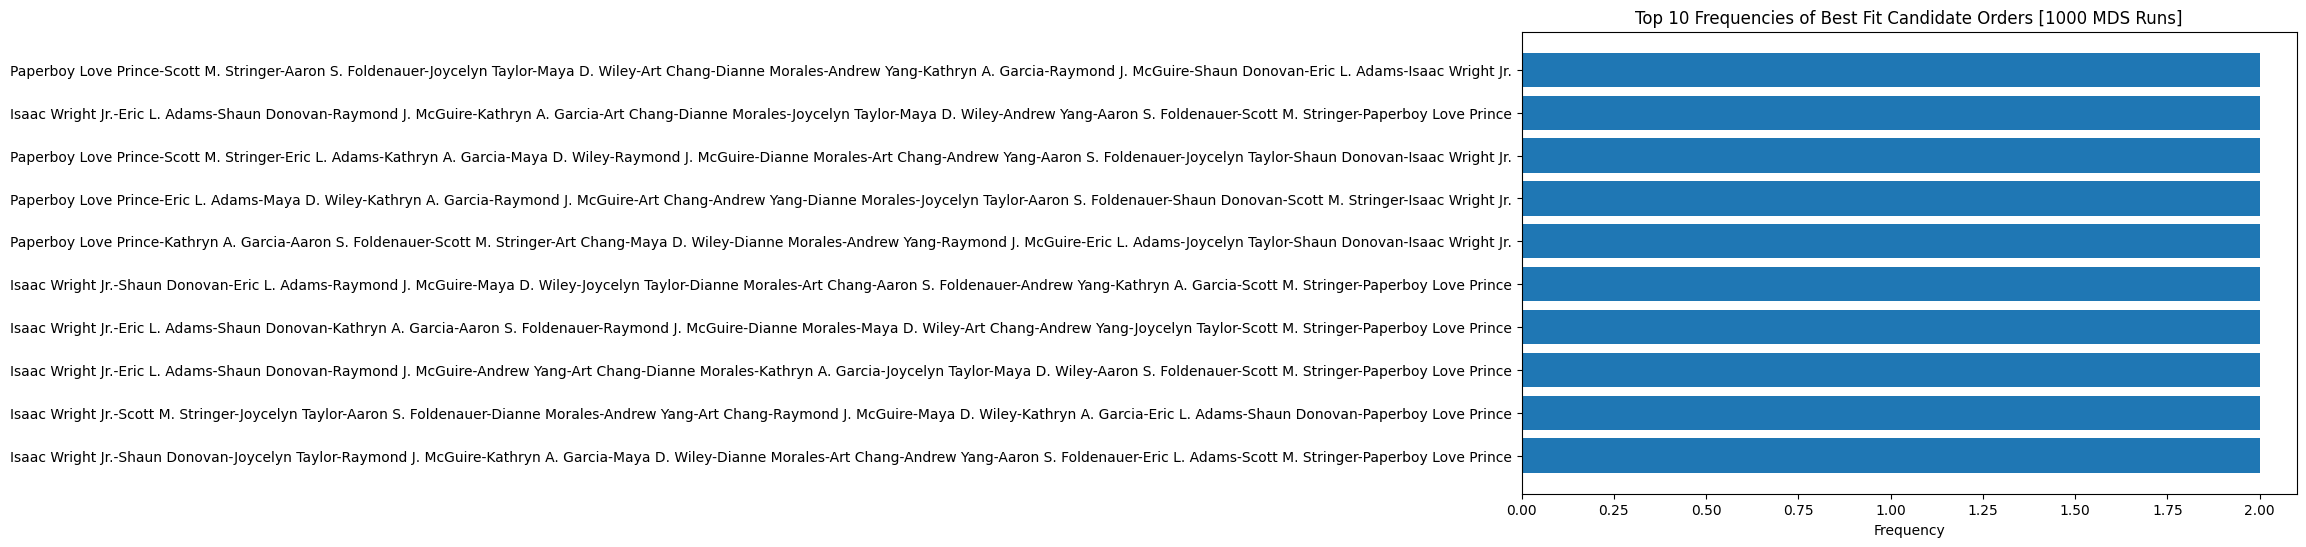 Top 10 Frequencies of Best Fit Candidate Orders [1000 MDS Runs]
Paperboy Love Prince-Scott M. Stringer-Aaron S. Foldenauer-Joycelyn Taylor-Maya D. Wiley-Art Chang-Dianne Morales-Andrew Yang-Kathryn A. Garcia-Raymond J. McGuire-Shaun Donovan-Eric L. Adams-Isaac Wright Jr.
Isaac Wright Jr.-Eric L. Adams-Shaun Donovan-Raymond J. McGuire-Kathryn A. Garcia-Art Chang-Dianne Morales-Joycelyn Taylor-Maya D. Wiley-Andrew Yang-Aaron S. Foldenauer-Scott M. Stringer-Paperboy Love Prince
Paperboy Love Prince-Scott M. Stringer-Eric L. Adams-Kathryn A. Garcia-Maya D. Wiley-Raymond J. McGuire-Dianne Morales-Art Chang-Andrew Yang-Aaron S. Foldenauer-Joycelyn Taylor-Shaun Donovan-Isaac Wright Jr.
Paperboy Love Prince-Eric L. Adams-Maya D. Wiley-Kathryn A. Garcia-Raymond J. McGuire-Art Chang-Andrew Yang-Dianne Morales-Joycelyn Taylor-Aaron S. Foldenauer-Shaun Donovan-Scott M. Stringer-Isaac Wright Jr.
Paperboy Love Prince-Kathryn A. Garcia-Aaron S. Foldenauer-Scott M. Stringer-Art Chang-Maya D. Wiley-Dianne Morales-Andrew Yang-Raymond J. McGuire-Eric L. Adams-Joycelyn Taylor-Shaun Donovan-Isaac Wright Jr.
Isaac Wright Jr.-Shaun Donovan-Eric L. Adams-Raymond J. McGuire-Maya D. Wiley-Joycelyn Taylor-Dianne Morales-Art Chang-Aaron S. Foldenauer-Andrew Yang-Kathryn A. Garcia-Scott M. Stringer-Paperboy Love Prince
Isaac Wright Jr.-Eric L. Adams-Shaun Donovan-Kathryn A. Garcia-Aaron S. Foldenauer-Raymond J. McGuire-Dianne Morales-Maya D. Wiley-Art Chang-Andrew Yang-Joycelyn Taylor-Scott M. Stringer-Paperboy Love Prince
Isaac Wright Jr.-Eric L. Adams-Shaun Donovan-Raymond J. McGuire-Andrew Yang-Art Chang-Dianne Morales-Kathryn A. Garcia-Joycelyn Taylor-Maya D. Wiley-Aaron S. Foldenauer-Scott M. Stringer-Paperboy Love Prince
Isaac Wright Jr.-Scott M. Stringer-Joycelyn Taylor-Aaron S. Foldenauer-Dianne Morales-Andrew Yang-Art Chang-Raymond J. McGuire-Maya D. Wiley-Kathryn A. Garcia-Eric L. Adams-Shaun Donovan-Paperboy Love Prince
Isaac Wright Jr.-Shaun Donovan-Joycelyn Taylor-Raymond J. McGuire-Kathryn A. Garcia-Maya D. Wiley-Dianne Morales-Art Chang-Andrew Yang-Aaron S. Foldenauer-Eric L. Adams-Scott M. Stringer-Paperboy Love Prince
0.00 0.25 0.50 0.75 1.00 1.25 1.50 1.75 2.00
Frequency